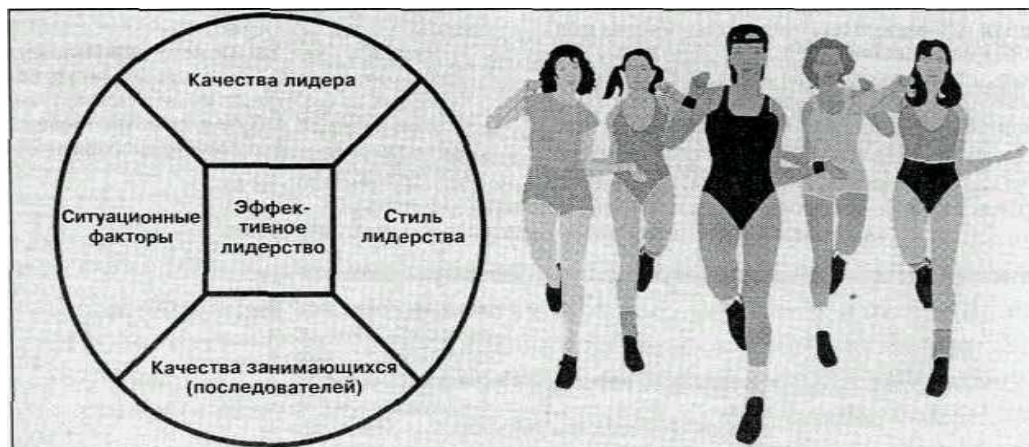 Качества лидера
Ситуационные
факторы
Эффек-
тивное
лидерство
Стиль
лидерства
Качества занимающихся
(последователей)